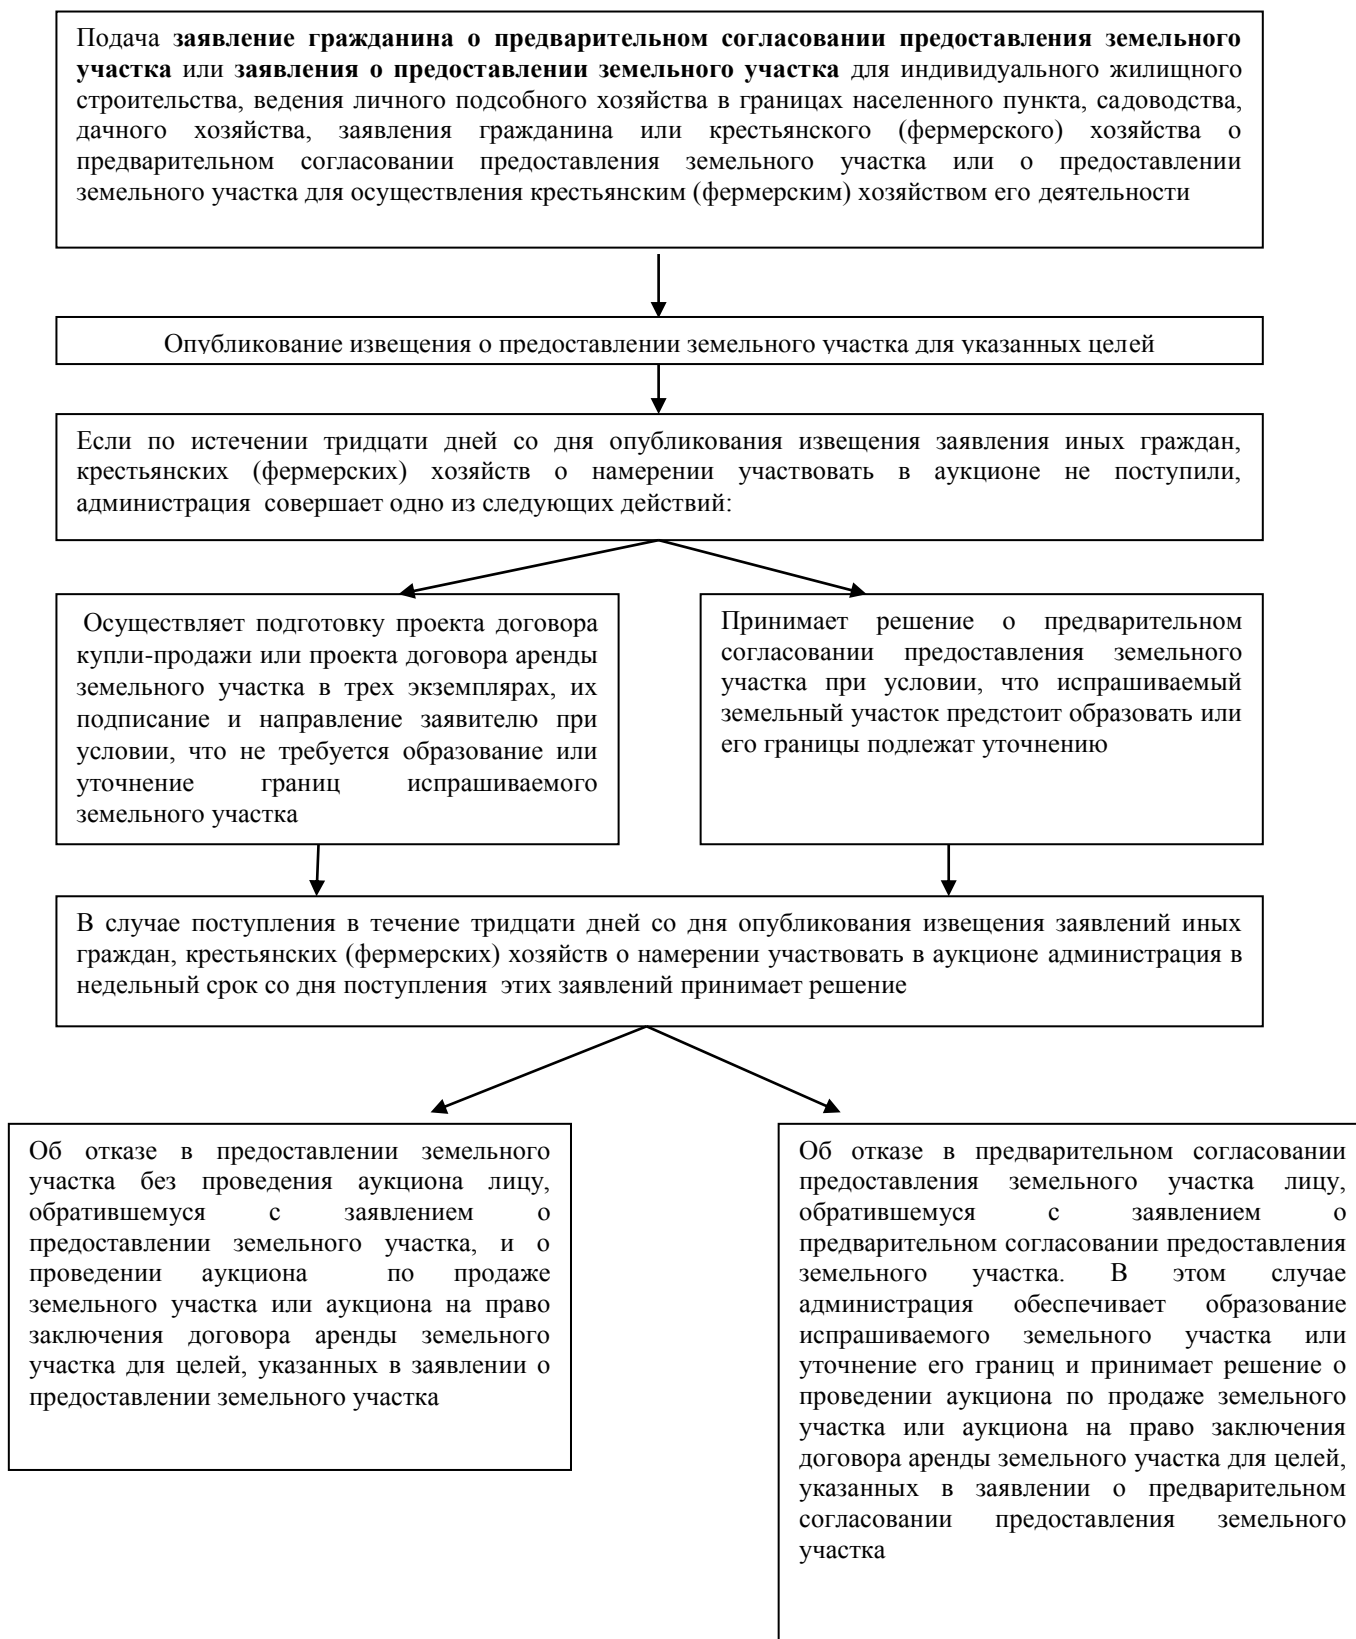 Подача заявление гражданина о предварительном согласовании предоставления земельного
участка или заявления о предоставлении земельного участка для индивидуального жилищного
строительства, ведения личного подсобного хозяйства в границах населенного пункта, садоводства,
дачного хозяйства, заявления гражданина или крестьянского (фермерского) хозяйства о
предварительном согласовании предоставления земельного участка или о предоставлении
земельного участка для осуществления крестьянским (фермерским) хозяйством его деятельности
Опубликование извещения о предоставлении земельного участка для указанных целей
Если по истечении тридцати дней со дня опубликования извещения заявления иных граждан,
крестьянских (фермерских) хозяйств о намерении участвовать в аукционе не поступили,
администрация совершает одно из следующих действий:
Осуществляет подготовку проекта договора
купли-продажи или проекта договора аренды
земельного участка в трех экземплярах, их
подписание и направление заявителю при
условии, что не требуется образование или
уточнение границ испрашиваемого
земельного участка
Принимает решение о предварительном
согласовании предоставления земельного
участка при условии, что испрашиваемый
земельный участок предстоит образовать или
его границы подлежат уточнению
В случае поступления в течение тридцати дней со дня опубликования извещения заявлений иных
граждан, крестьянских (фермерских) хозяйств о намерении участвовать в аукционе администрация в
недельный срок со дня поступления этих заявлений принимает решение
Об отказе в предоставлении земельного
участка без проведения аукциона лицу,
обратившемуся с заявлением о
предоставлении земельного участка, и о
проведении аукциона по продаже
земельного участка или аукциона на право
заключения договора аренды земельного
участка для целей, указанных в заявлении о
предоставлении земельного участка
Об отказе в предварительном согласовании
предоставления земельного участка лицу,
обратившемуся с заявлением о
предварительном согласовании предоставления
земельного участка. В этом случае
администрация обеспечивает образование
испрашиваемого земельного участка или
уточнение его границ и принимает решение о
проведении аукциона по продаже земельного
участка или аукциона на право заключения
договора аренды земельного участка для целей,
указанных в заявлении о предварительном
согласовании предоставления земельного
участка